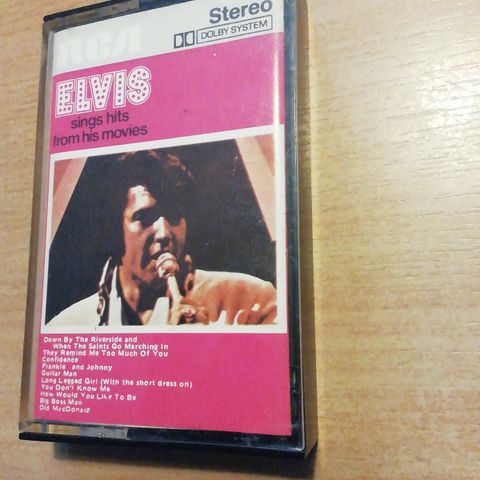 RCA
Stereo
DOLBY SYSTEM
ELVIS
sings hits
from his movies
Down By The Riverside and
When The Saints Go Marching In
They Remind Me Too Much Of You
Confidence
Frankie and Johnny
Guitar Man
Long Legged Girl (With the short dress on)
You Don't Know Me
How Would You Like To Be
Big Boss Man
Old MacDonald